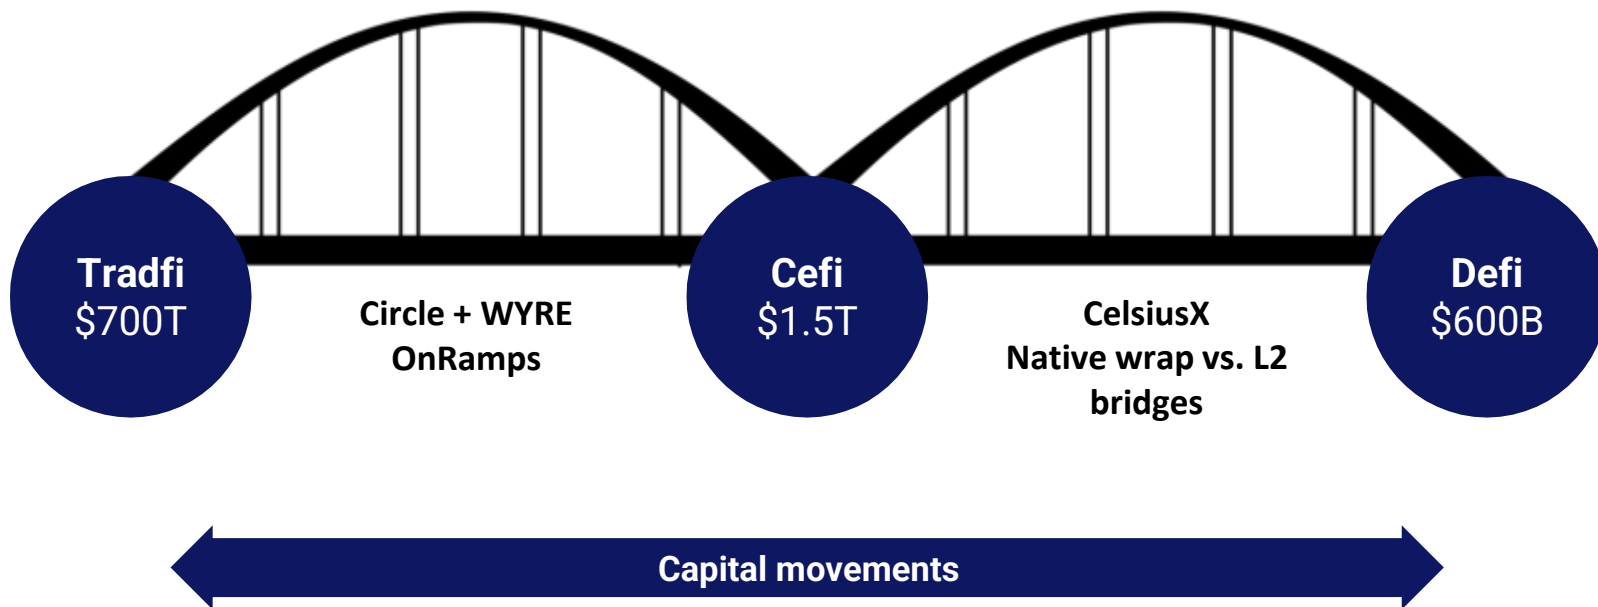 Tradfi
$700T
Circle + WYRE
OnRamps
Cefi
$1.5T
CelsiusX
Native wrap vs. L2
bridges
Defi
$600B
Capital movements